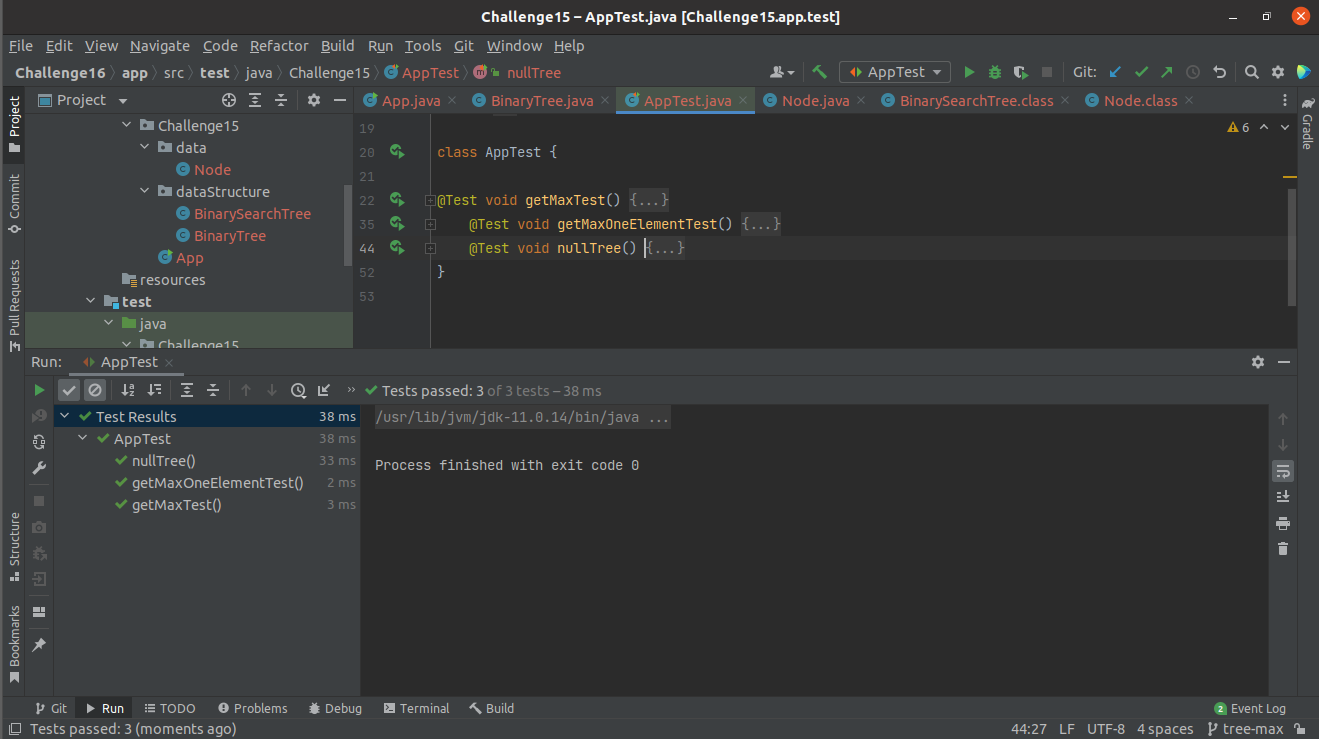 Challenge15 – AppTest.java [Challenge15.app.test]
File Edit View Navigate Code Refactor Build Run Tools Git Window Help
Challenge16 app src test java Challenge15 AppTest nullTree
AppTest Git:
Project
App.java BinaryTree.java AppTest.java Node.java BinarySearchTree.class Node.class
Project
Commit
Pull Requests
Structure
Bookmarks
Gradle
Challenge15
data
Node
dataStructure
BinarySearchTree
BinaryTree
App
resources
test
java
Challenge15
6
19
20 class AppTest {
21
22 @Test void getMaxTest() {...}
35 @Test void getMaxOneElementTest() {...}
44 @Test void nullTree() {...}
52 }
53
Run: AppTest
Tests passed: 3 of 3 tests – 38 ms
Test Results 38 ms
AppTest 38 ms
nullTree() 33 ms
getMaxOneElementTest() 2 ms
getMaxTest() 3 ms
/usr/lib/jvm/jdk-11.0.14/bin/java ...
Process finished with exit code 0
Git Run TODO Problems Debug Terminal Build 2 Event Log
Tests passed: 3 (moments ago) 44:27 LF UTF-8 4 spaces tree-max